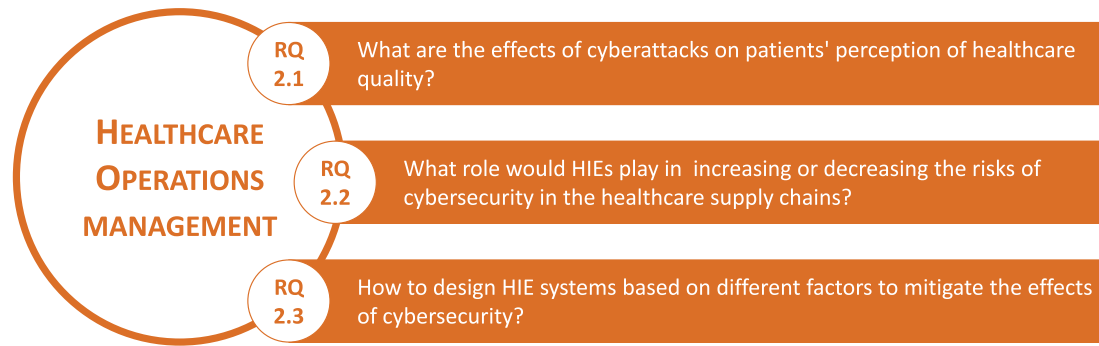 HEALTHCARE
OPERATIONS
MANAGEMENT
RQ
2.1
What are the effects of cyberattacks on patients' perception of healthcare
quality?
RQ
2.2
What role would HIEs play in  increasing or decreasing the risks of
cybersecurity in the healthcare supply chains?
RQ
2.3
How to design HIE systems based on different factors to mitigate the effects
of cybersecurity?